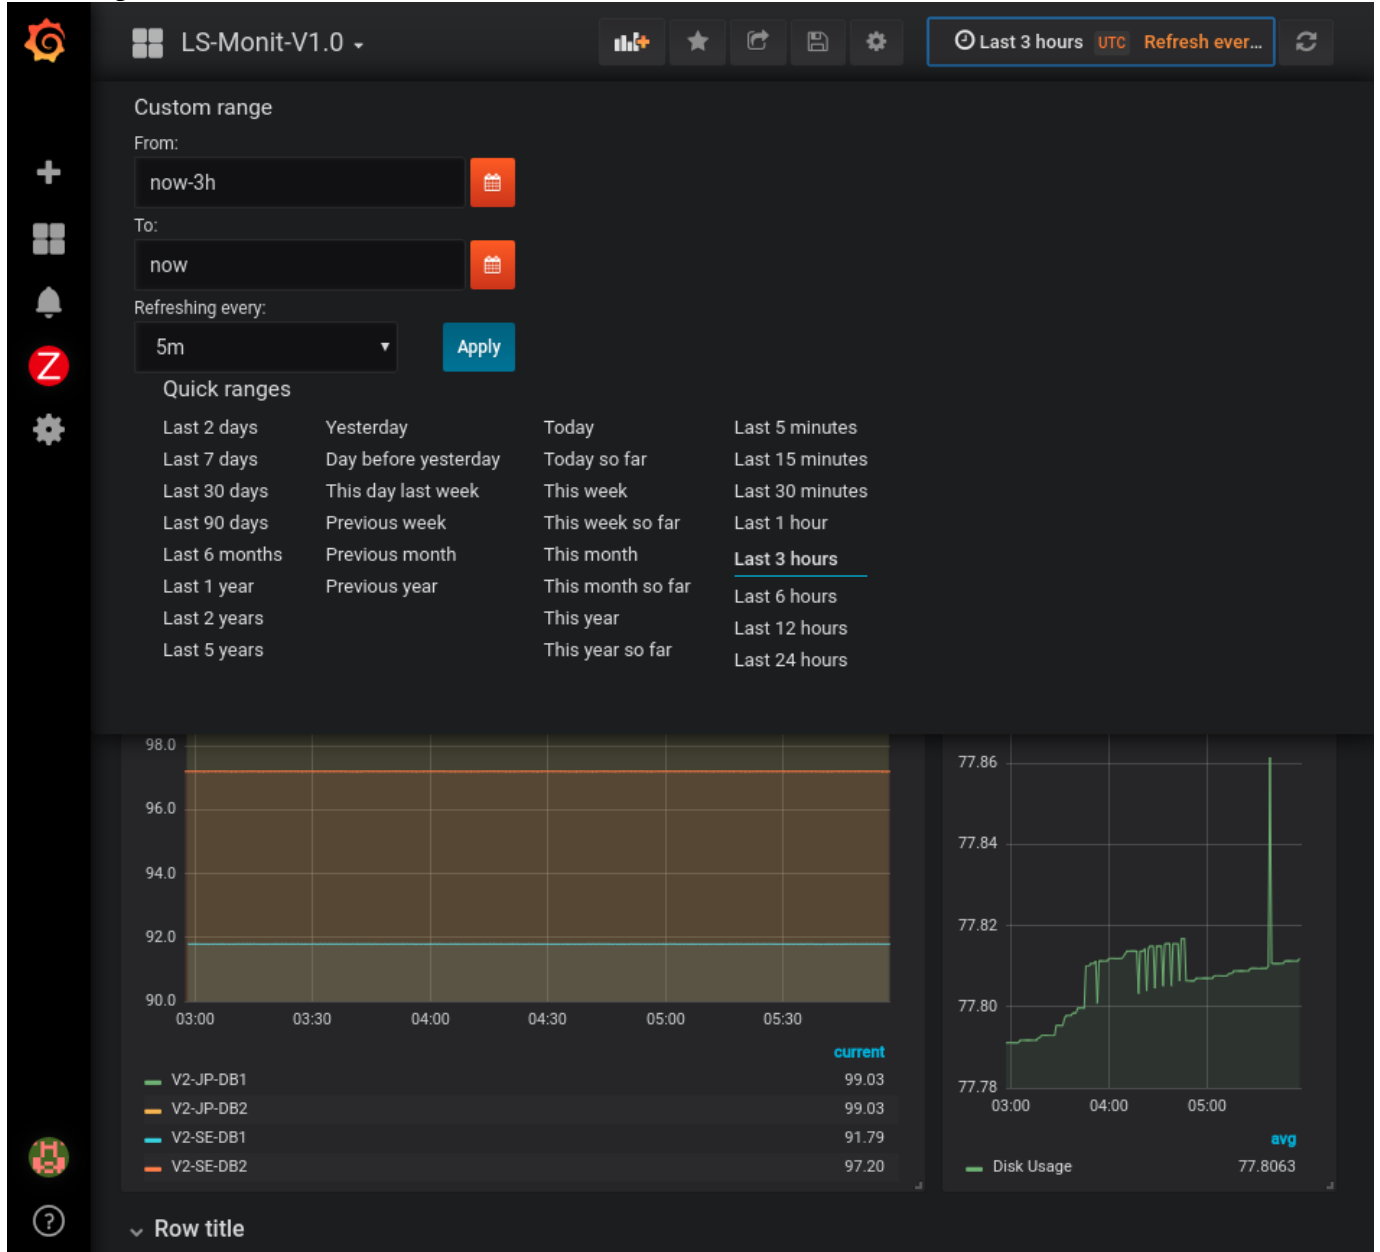 LS-Monit-V1.0
Last 3 hours UTC Refresh ever...
Custom range
From:
now-3h
To:
now
Refreshing every:
5m
Apply
Z
Quick ranges
Last 2 days Yesterday Today Last 5 minutes
Last 7 days Day before yesterday Today so far Last 15 minutes
Last 30 days This day last week This week Last 30 minutes
Last 90 days Previous week This week so far Last 1 hour
Last 6 months Previous month This month Last 3 hours
Last 1 year Previous year This month so far Last 6 hours
Last 2 years This year Last 12 hours
Last 5 years This year so far Last 24 hours
98.0
96.0
94.0
92.0
90.0
03:00 03:30 04:00 04:30 05:00 05:30
current
V2-JP-DB1 99.03
V2-JP-DB2 99.03
V2-SE-DB1 91.79
V2-SE-DB2 97.20
77.86
77.84
77.82
77.80
77.78
03:00 04:00 05:00
avg
Disk Usage 77.8063
?
Row title